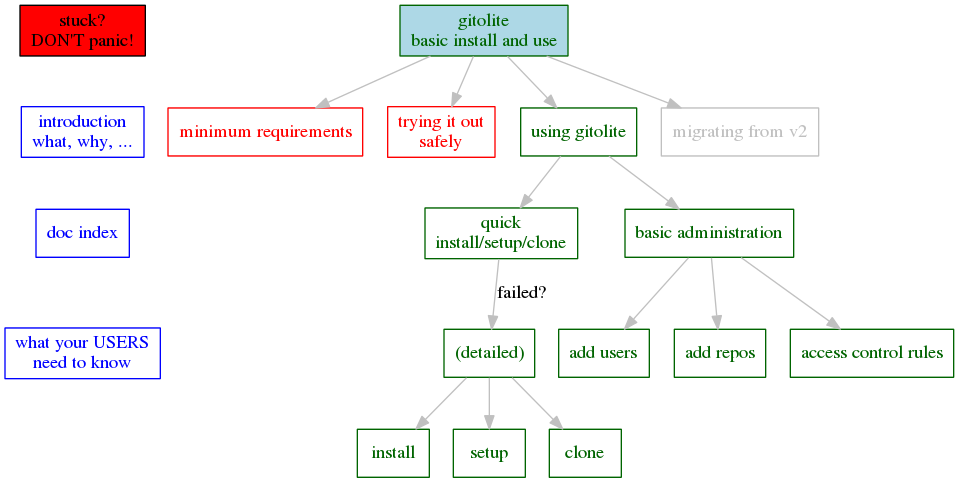 stuck?
DON'T panic!
gitolite
basic install and use
introduction
what, why, ...
minimum requirements
trying it out
safely
using gitolite
migrating from v2
doc index
quick
install/setup/clone
basic administration
failed?
what your USERS
need to know
(detailed)
add users
add repos
access control rules
install
setup
clone